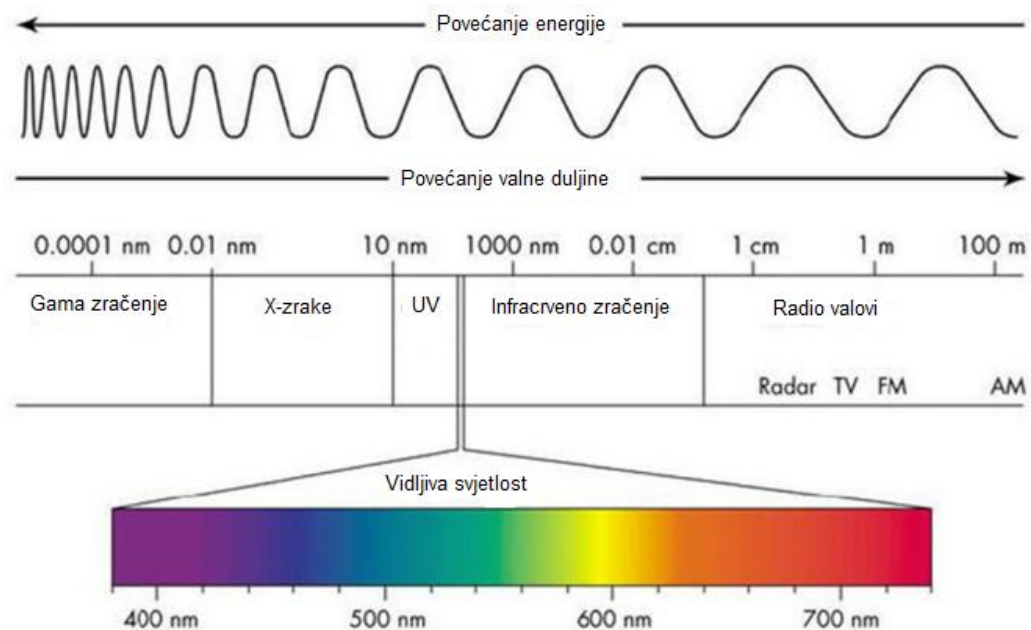 Povećanje energije
Povećanje valne duljine
0.0001 nm 0.01 nm 10 nm 1000 nm 0.01 cm 1 cm 1 m 100 m
Gama zračenje X-zrake UV Infracrveno zračenje Radio valovi
Radar TV FM AM
Vidljiva svjetlost
400 nm 500 nm 600 nm 700 nm